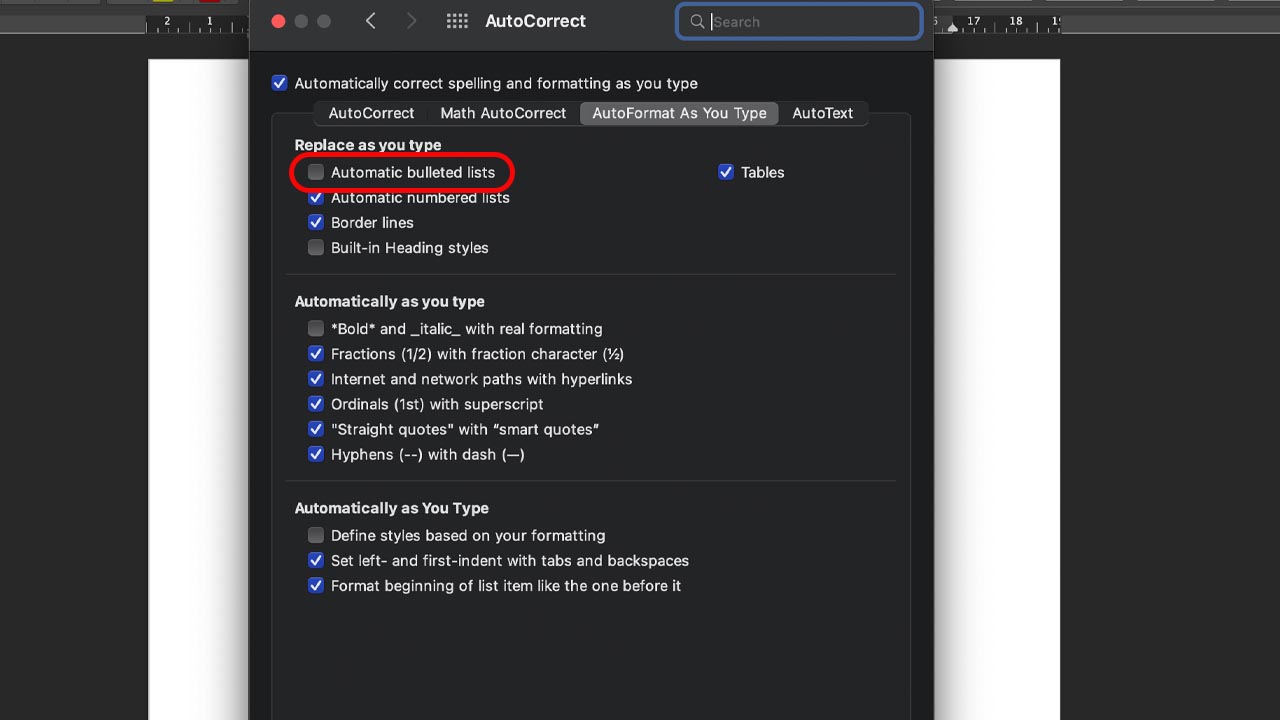 2 1
AutoCorrect
Search
17 18
Automatically correct spelling and formatting as you type
AutoCorrect Math AutoCorrect AutoFormat As You Type AutoText
Replace as you type
Automatic bulleted lists Tables
Automatic numbered lists
Border lines
Built-in Heading styles
Automatically as you type
*Bold* and _italic_ with real formatting
Fractions (1/2) with fraction character (½)
Internet and network paths with hyperlinks
Ordinals (1st) with superscript
"Straight quotes" with “smart quotes”
Hyphens (--) with dash (—)
Automatically as You Type
Define styles based on your formatting
Set left- and first-indent with tabs and backspaces
Format beginning of list item like the one before it